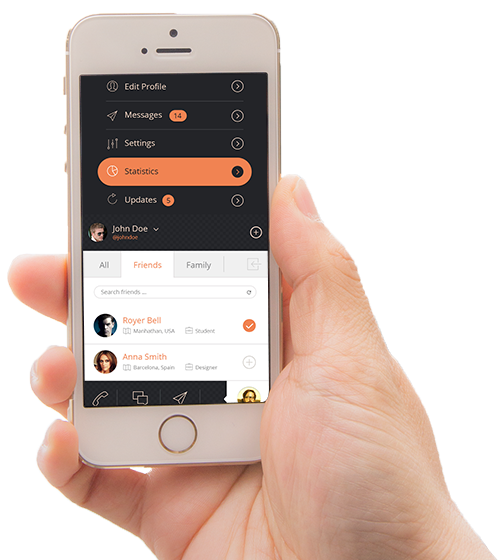 Edit Profile
Messages 14
Settings
Statistics
Updates 5
John Doe
@johndoe
All Friends Family
Search friends ...
Royer Bell
Manhathan, USA Student
Anna Smith
Barcelona, Spain Designer